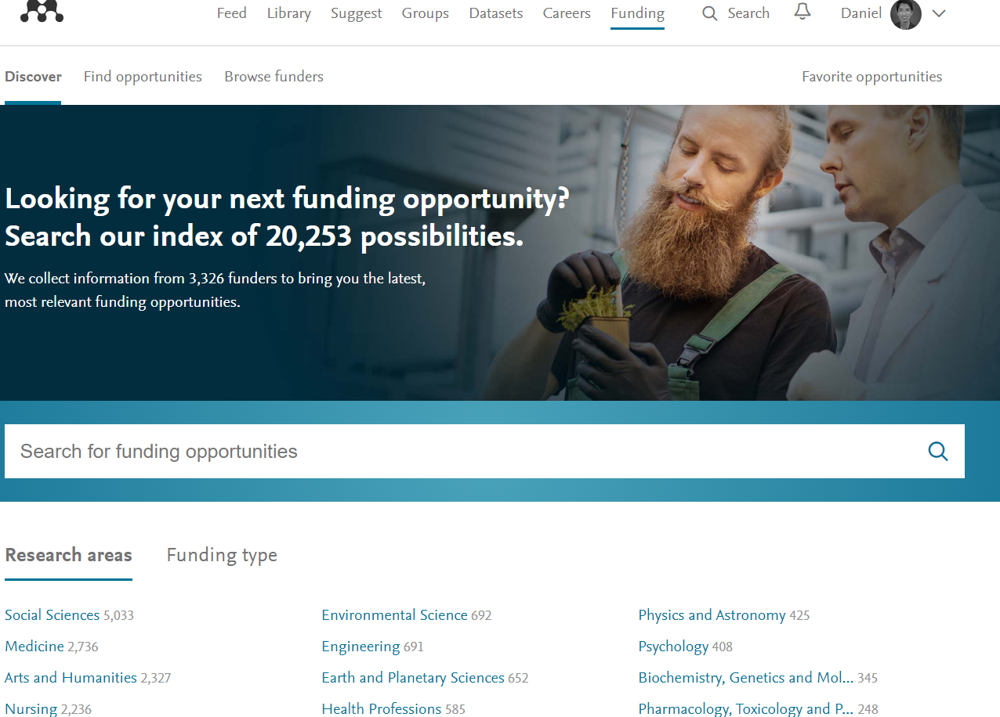 Feed Library Suggest Groups Datasets Careers Funding Search Daniel
Discover Find opportunities Browse funders Favorite opportunities
Looking for your next funding opportunity?
Search our index of 20,253 possibilities.
We collect information from 3,326 funders to bring you the latest,
most relevant funding opportunities.
Search for funding opportunities
Research areas Funding type
Social Sciences 5,033 Environmental Science 692 Physics and Astronomy 425
Medicine 2,736 Engineering 691 Psychology 408
Arts and Humanities 2,327 Earth and Planetary Sciences 652 Biochemistry, Genetics and Mol... 345
Nursing 2,236 Health Professions 585 Pharmacology, Toxicology and P... 248